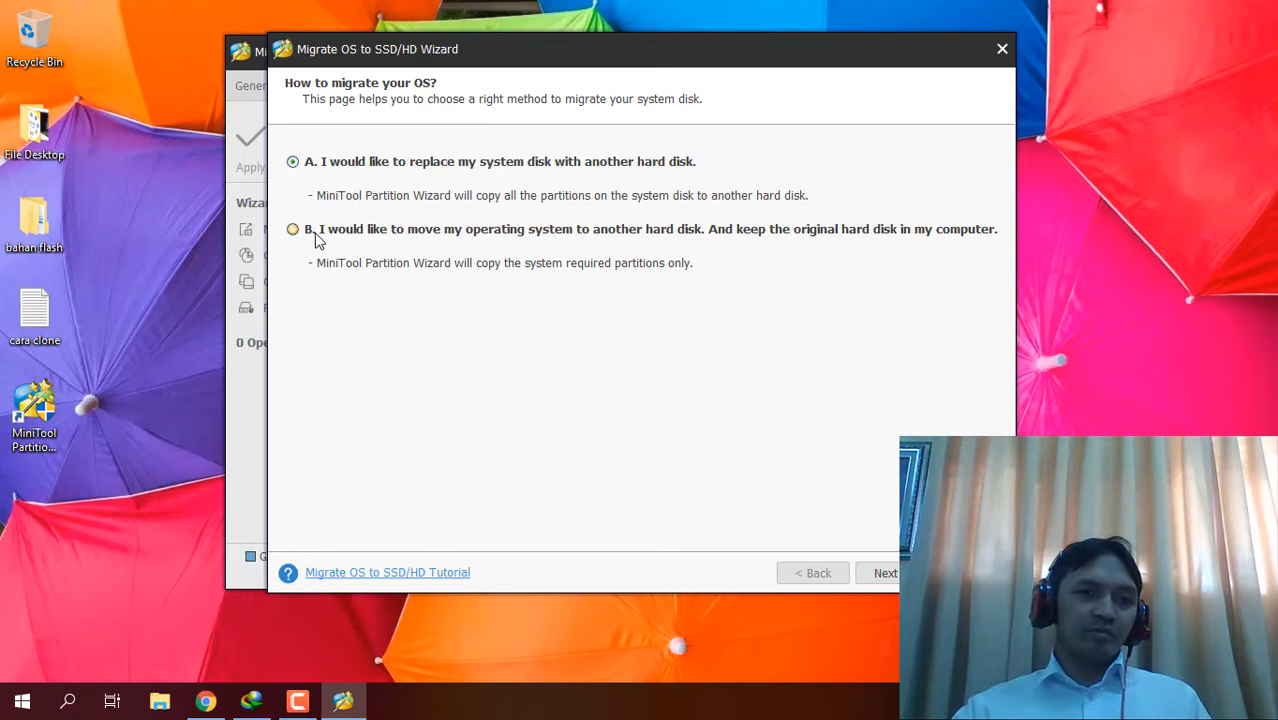 Recycle Bin
File Desktop
bahan flash
cara clone
MiniTool
Partitio...
Mi
Gener
Apply
Wiza
0 Ope
G
Migrate OS to SSD/HD Wizard
How to migrate your OS?
This page helps you to choose a right method to migrate your system disk.
A. I would like to replace my system disk with another hard disk.
- MiniTool Partition Wizard will copy all the partitions on the system disk to another hard disk.
B. I would like to move my operating system to another hard disk. And keep the original hard disk in my computer.
- MiniTool Partition Wizard will copy the system required partitions only.
? Migrate OS to SSD/HD Tutorial
< Back
Next